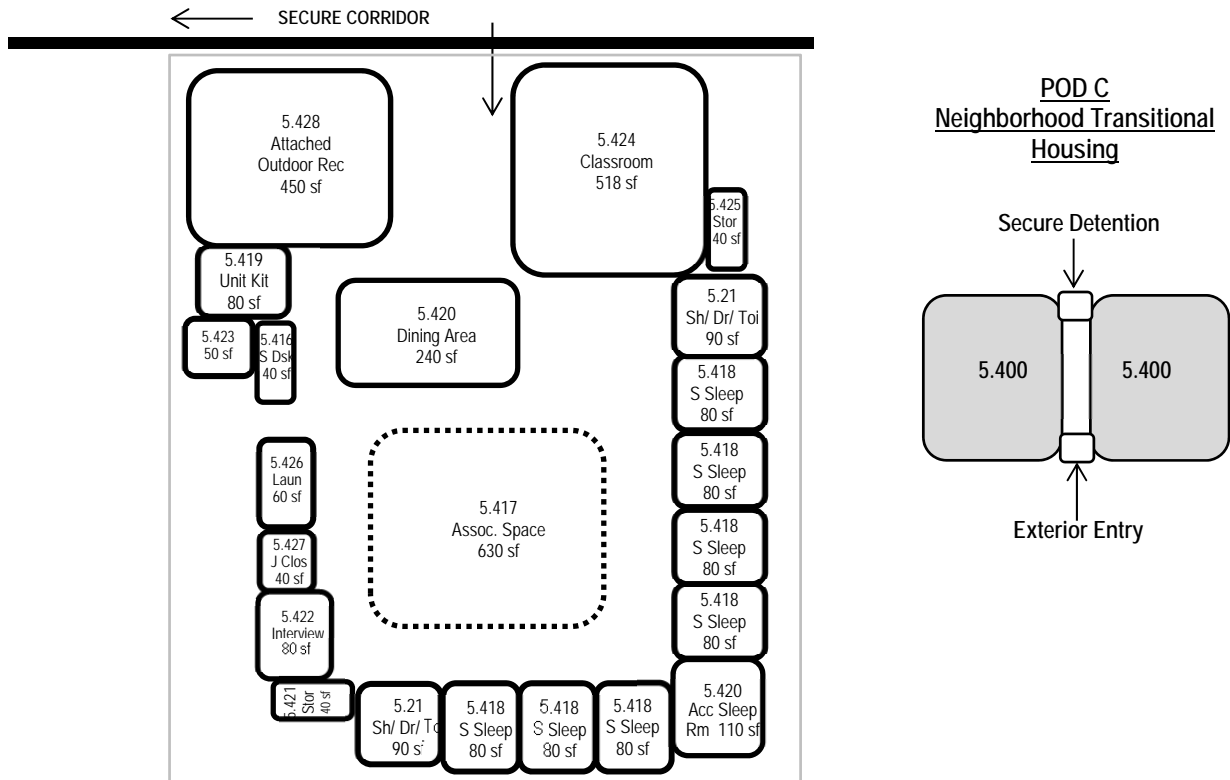 SECURE CORRIDOR
5.428
Attached
Outdoor Rec
450 sf
5.424
Classroom
518 sf
5.425
Stor
40 sf
5.419
Unit Kit
80 sf
5.420
Dining Area
240 sf
5.21
Sh/ Dr/ Toi
90 sf
5.423
50 sf
5.416
S Dsk
40 sf
5.418
S Sleep
80 sf
5.418
S Sleep
80 sf
5.426
Laun
60 sf
5.417
Assoc. Space
630 sf
5.418
S Sleep
80 sf
5.427
J Clos
40 sf
5.418
S Sleep
80 sf
5.422
Interview
80 sf
5.421
Stor
40 sf
5.21
Sh/ Dr/ To
90 s
5.418
S Sleep
80 sf
5.418
S Sleep
80 sf
5.418
S Sleep
80 sf
5.420
Acc Sleep
Rm 110 sf
POD C
Neighborhood Transitional
Housing
Secure Detention
5.400
5.400
Exterior Entry